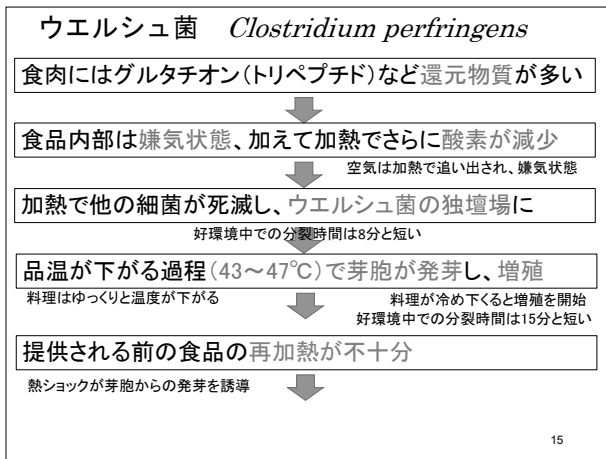 ウエルシュ菌 Clostridium perfringens
食肉にはグルタチオン(トリペプチド)など還元物質が多い
食品内部は嫌気状態、加えて加熱でさらに酸素が減少
空気は加熱で追い出され、嫌気状態
加熱で他の細菌が死滅し、ウエルシュ菌の独壇場に
好環境中での分裂時間は8分と短い
品温が下がる過程(43～47℃)で芽胞が発芽し、増殖
料理はゆっくりと温度が下がる
料理が冷め下くると増殖を開始
好環境中での分裂時間は15分と短い
提供される前の食品の再加熱が不十分
熱ショックが芽胞からの発芽を誘導
15